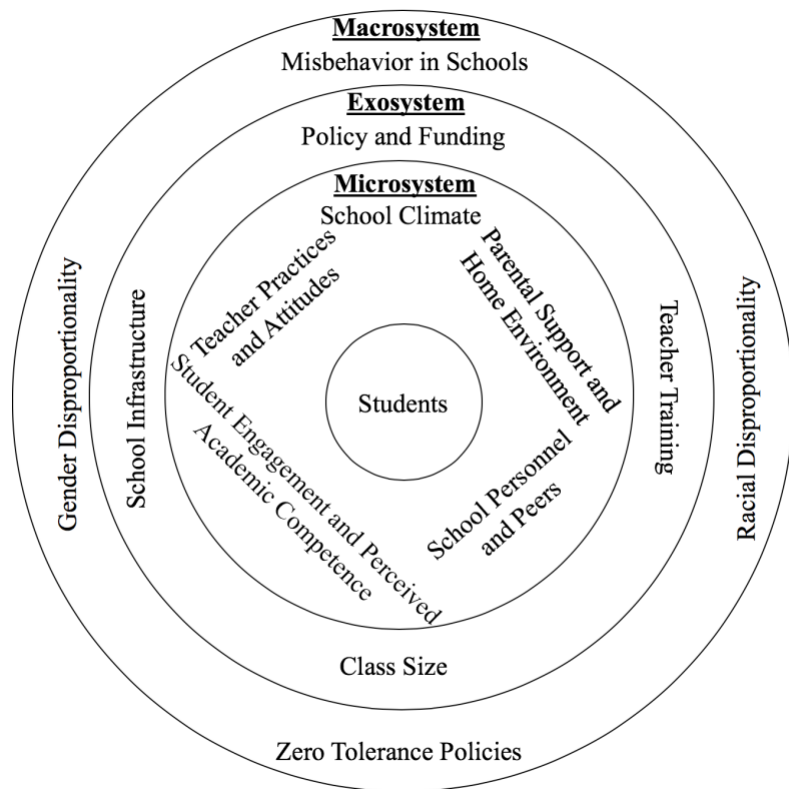 Macrosystem
Misbehavior in Schools
Exosystem
Policy and Funding
Microsystem
School Climate
Teacher Practices
and Attitudes
Parental Support and
Home Environment
Gender Disproportionality
School Infrastructure
Students
Teacher Training
Racial Disproportionality
Student Engagement and Perceived
Academic Competence
School Personnel
and Peers
Class Size
Zero Tolerance Policies